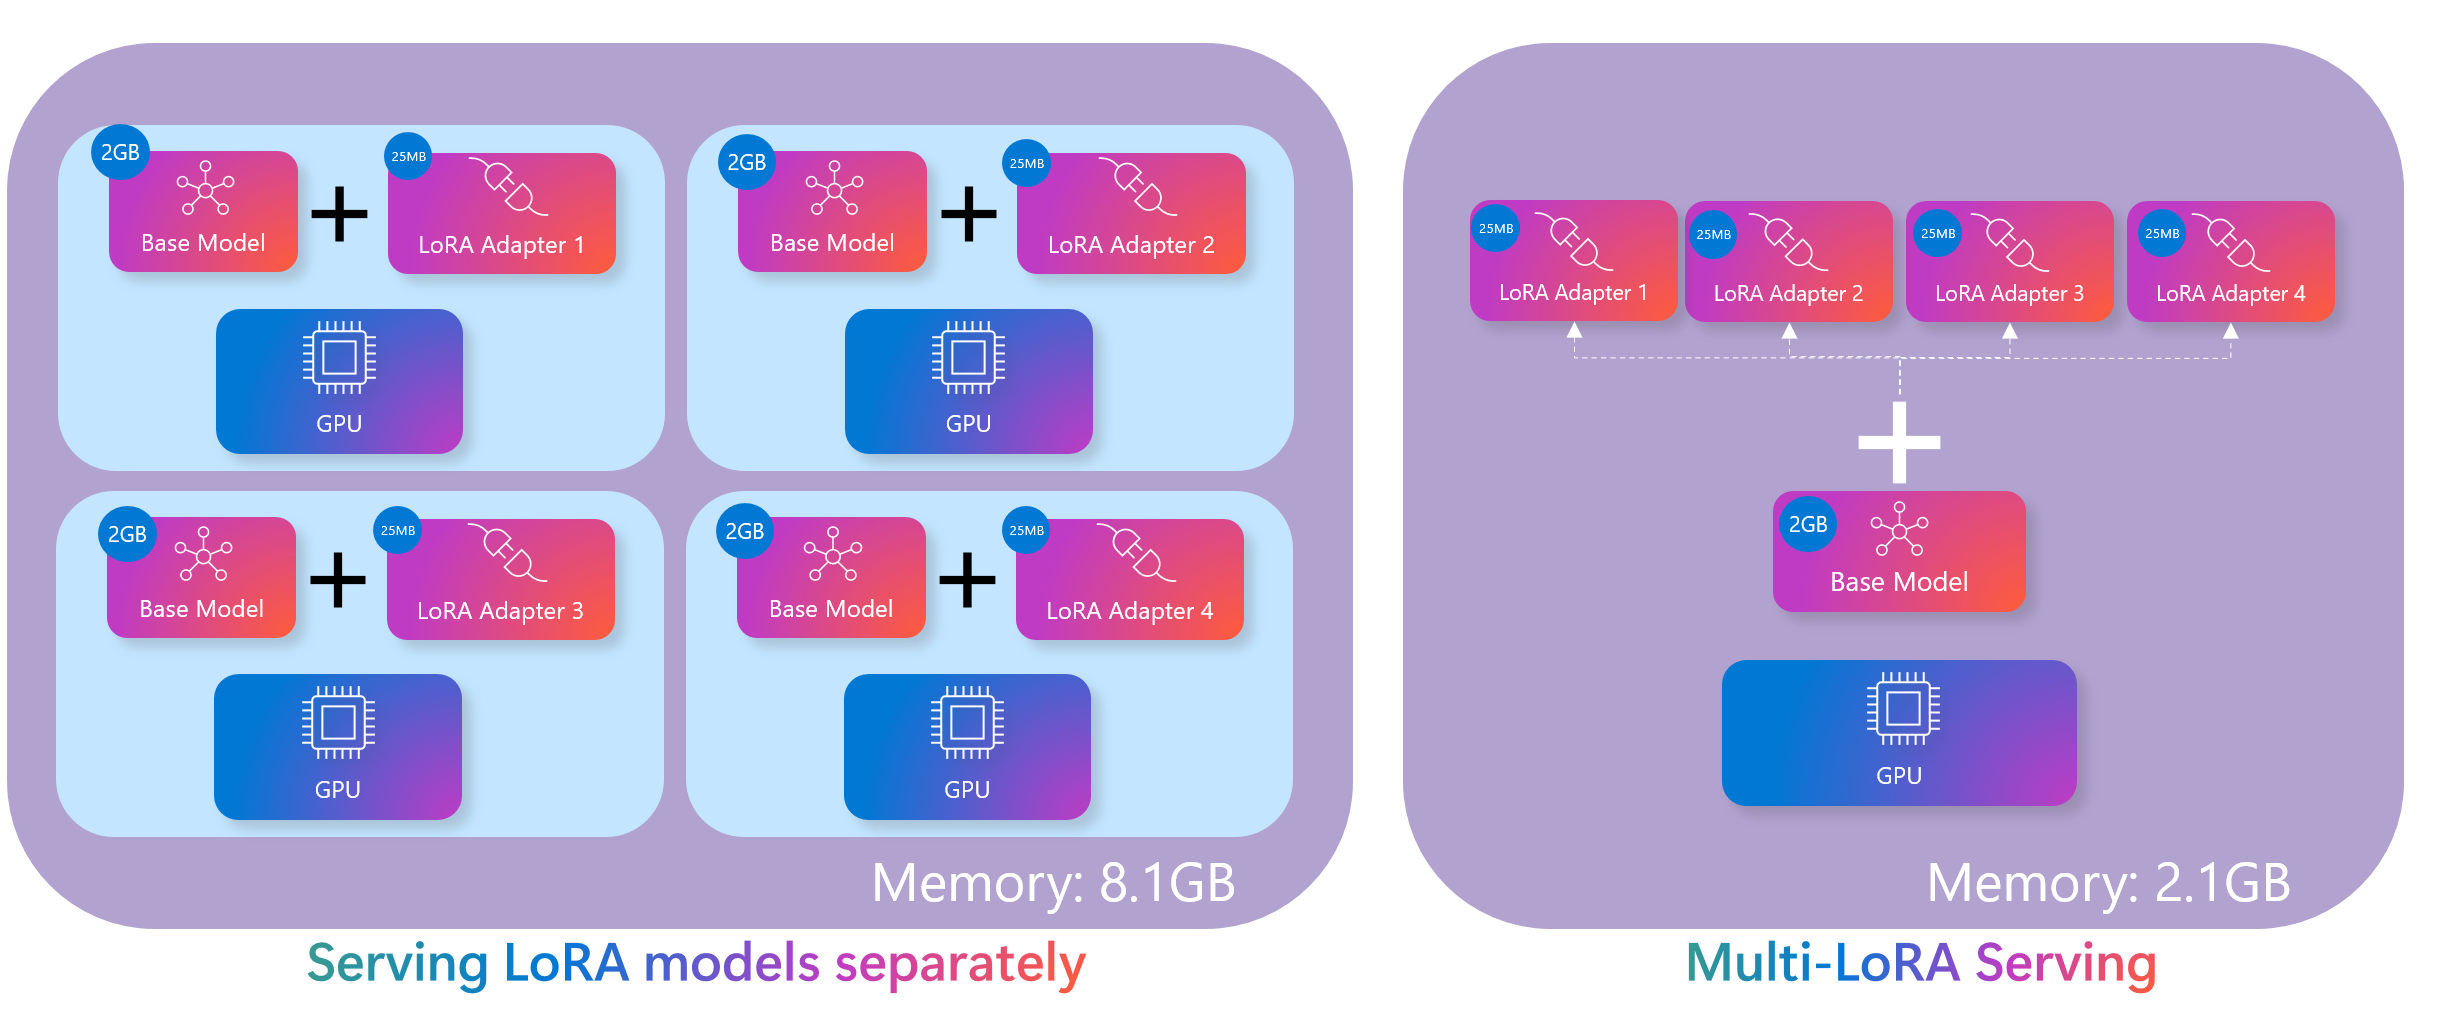 2GB
25MB
Base Model
LoRA Adapter 1
GPU
2GB
25MB
Base Model
LoRA Adapter 2
GPU
2GB
25MB
Base Model
LoRA Adapter 3
GPU
2GB
25MB
Base Model
LoRA Adapter 4
GPU
Memory: 8.1GB
Serving LoRA models separately
25MB
LoRA Adapter 1
25MB
LoRA Adapter 2
25MB
LoRA Adapter 3
25MB
LoRA Adapter 4
2GB
Base Model
GPU
Memory: 2.1GB
Multi-LoRA Serving